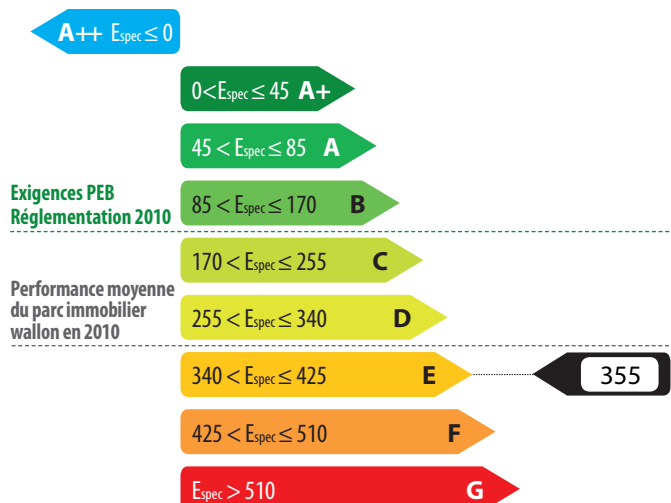 A++ Espec ≤ 0
0<Espec ≤ 45 A+
45 < Espec ≤ 85 A
Exigences PEB
Réglementation 2010
85 < Espec ≤ 170 B
170 < Espec ≤ 255 C
Performance moyenne
du parc immobilier
wallon en 2010
255 < Espec ≤ 340 D
340 < Espec ≤ 425 E
355
425 < Espec ≤ 510 F
Espec > 510 G